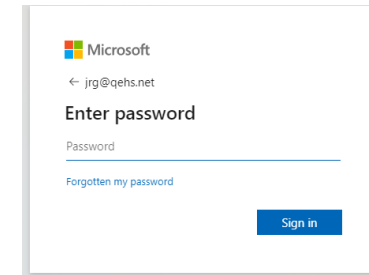 Microsoft
← jrg@qehs.net
Enter password
Password
Forgotten my password
Sign in